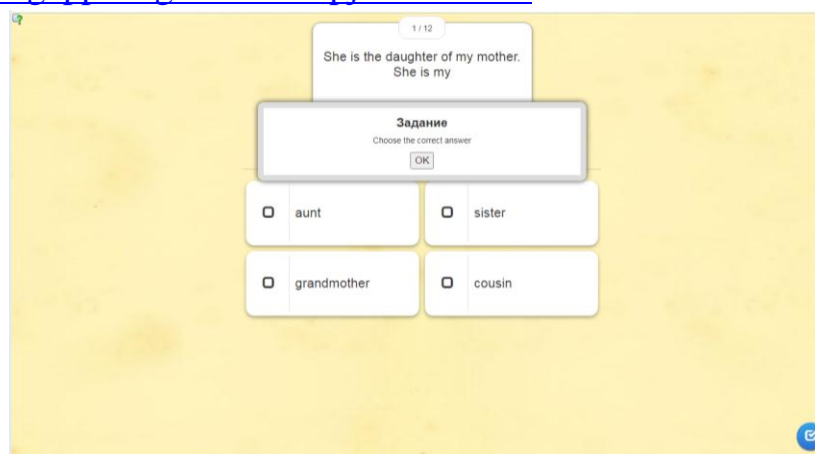 1 / 12
She is the daughter of my mother.
She is my
Задание
Choose the correct answer
OK
aunt
sister
grandmother
cousin